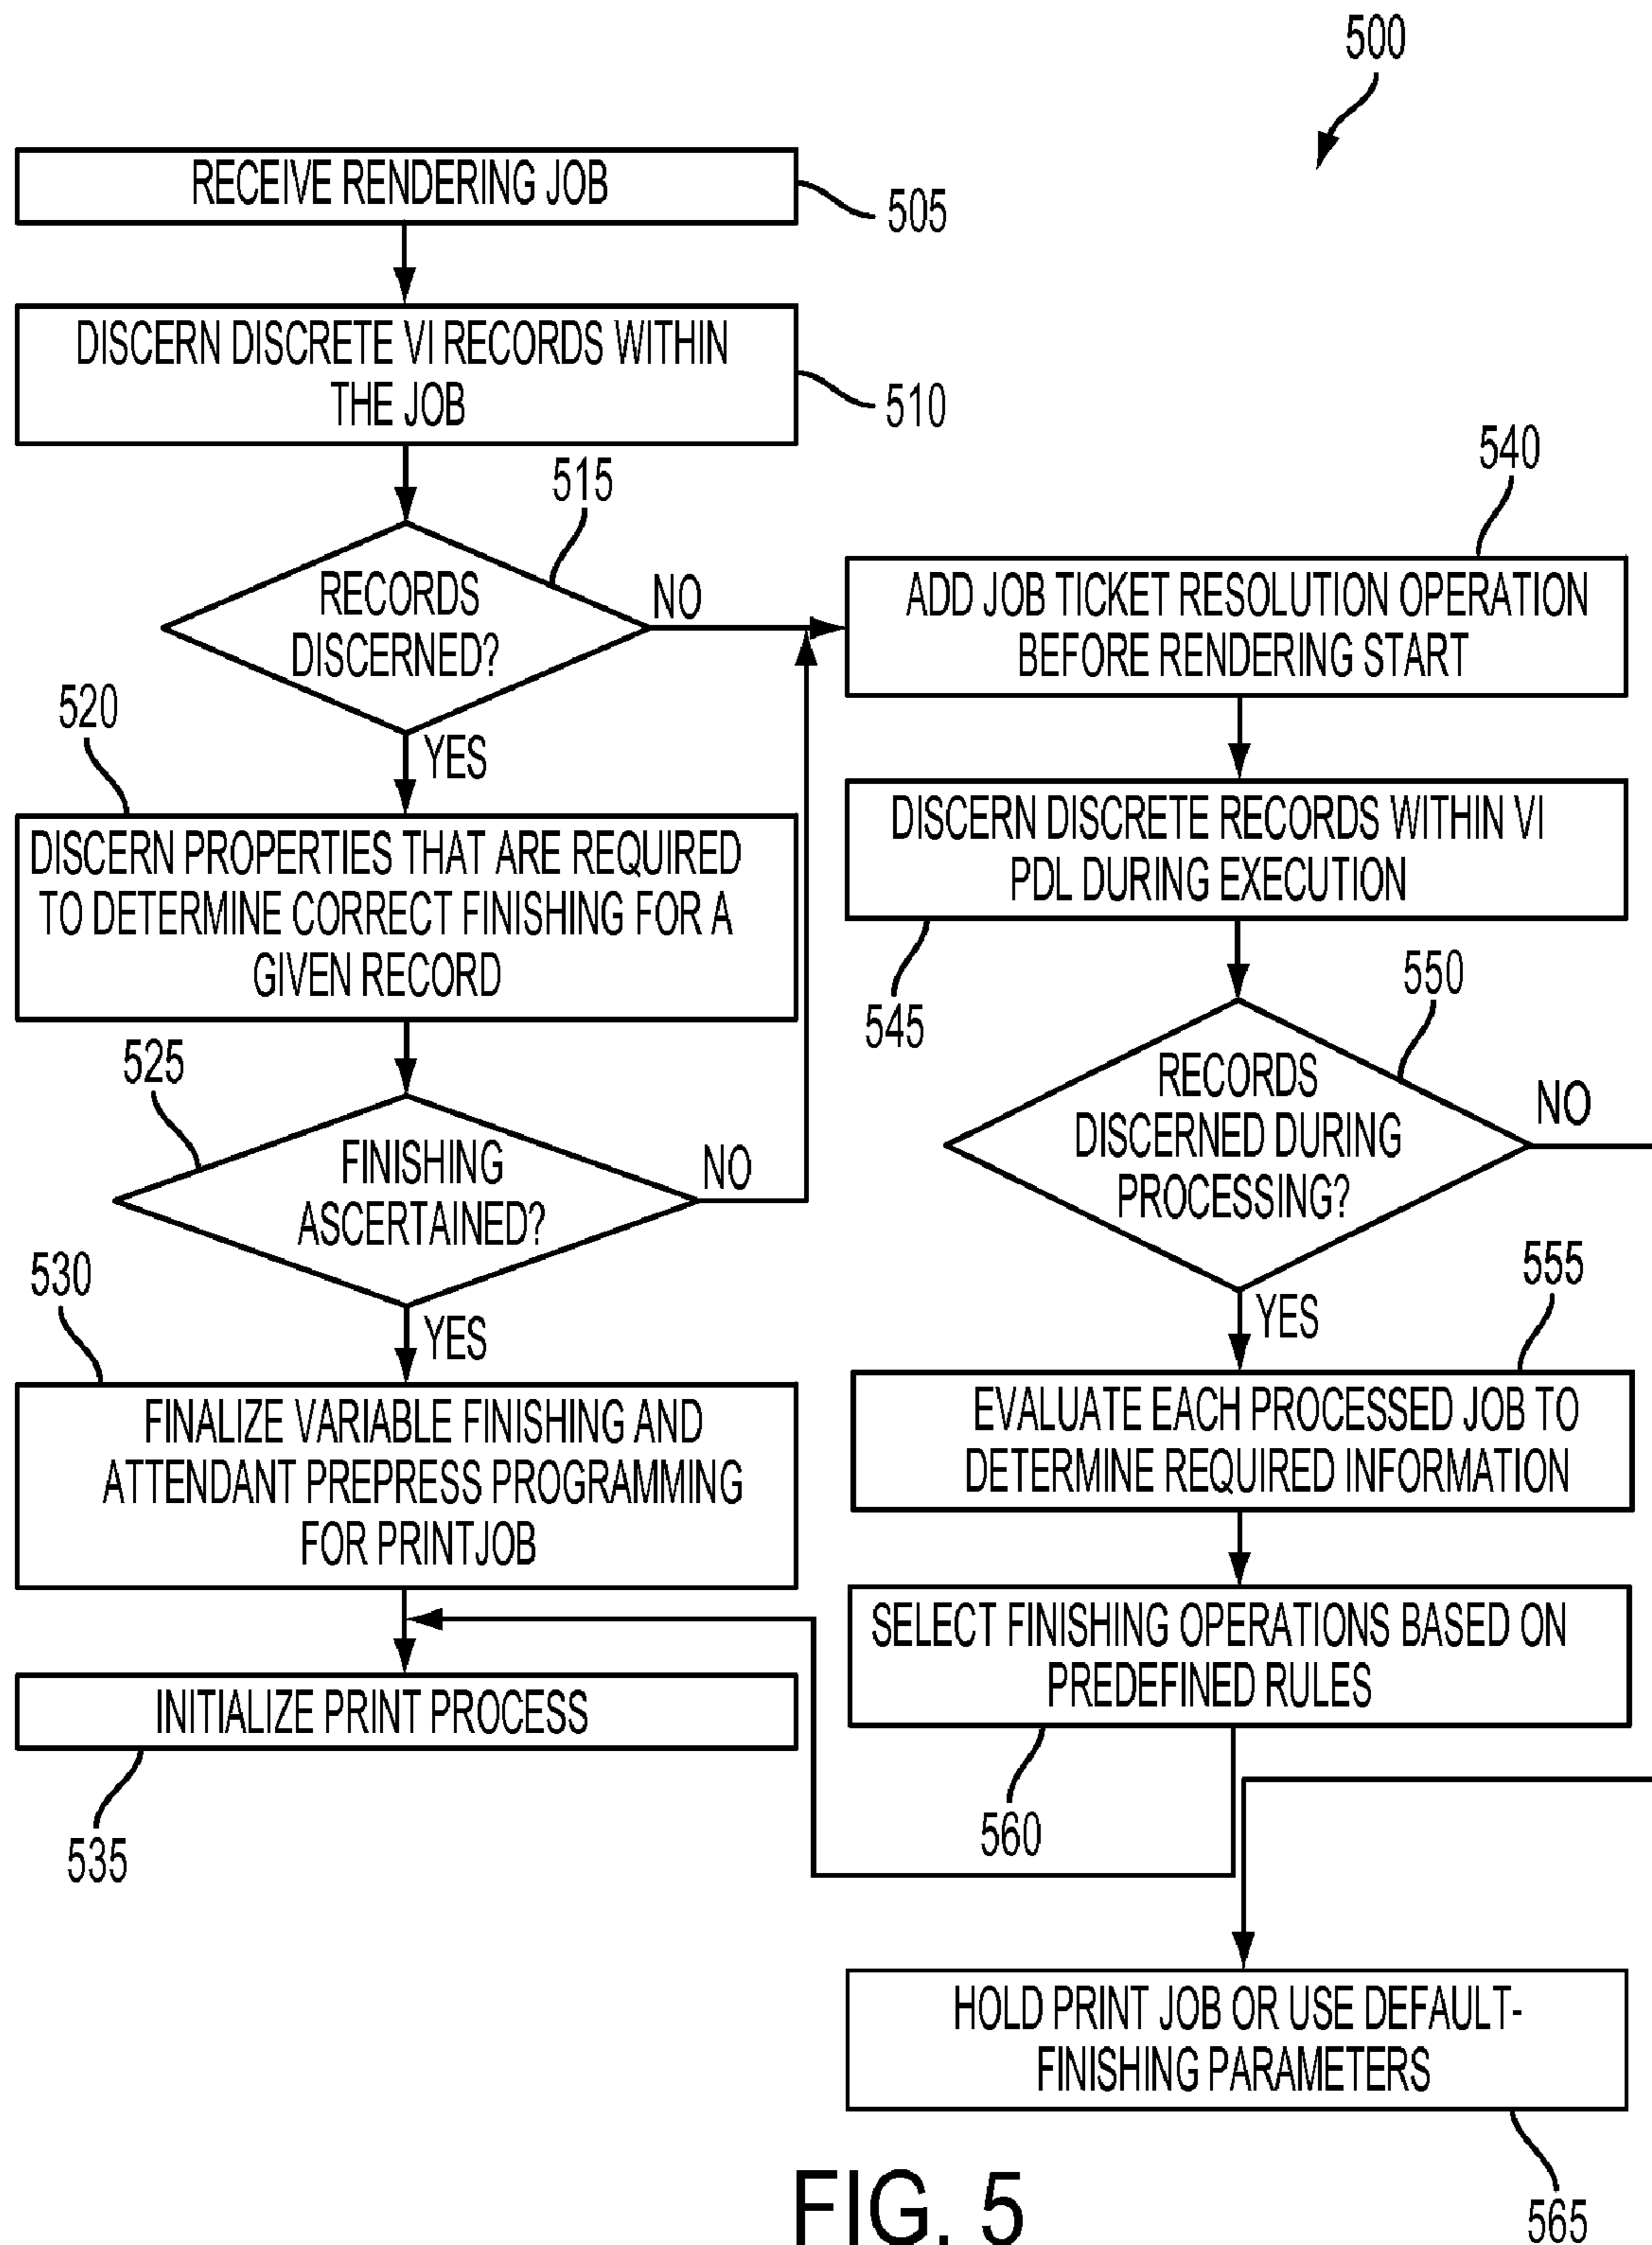 500
RECEIVE RENDERING JOB
505
DISCERN DISCRETE VI RECORDS WITHIN
THE JOB
510
515
RECORDS
DISCERNED?
NO
YES
520
DISCERN PROPERTIES THAT ARE REQUIRED
TO DETERMINE CORRECT FINISHING FOR A
GIVEN RECORD
525
FINISHING
ASCERTAINED?
NO
YES
530
FINALIZE VARIABLE FINISHING AND
ATTENDANT PREPRESS PROGRAMMING
FOR PRINTJOB
INITIALIZE PRINT PROCESS
535
540
ADD JOB TICKET RESOLUTION OPERATION
BEFORE RENDERING START
DISCERN DISCRETE RECORDS WITHIN VI
PDL DURING EXECUTION
545
550
RECORDS
DISCERNED DURING
PROCESSING?
NO
YES
555
EVALUATE EACH PROCESSED JOB TO
DETERMINE REQUIRED INFORMATION
SELECT FINISHING OPERATIONS BASED ON
PREDEFINED RULES
560
HOLD PRINT JOB OR USE DEFAULT-
FINISHING PARAMETERS
565
FIG. 5